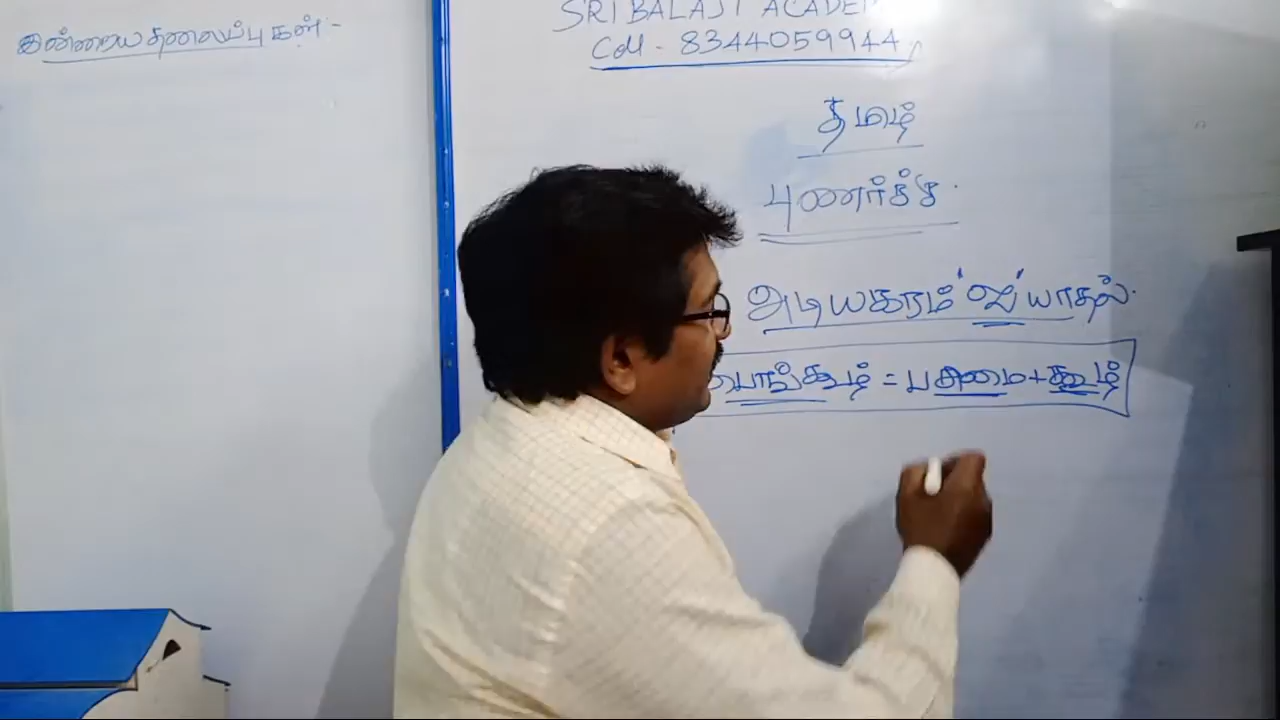 இன்றைய தலைப்புகள்:-
SRI BALAJI ACADEM
Cell - 8344059944,
தமிழ்
புணர்ச்சி.
அடியகரம் 'ஐ' யாதல்.
பைங்கூழ் = பசுமை + கூழ்